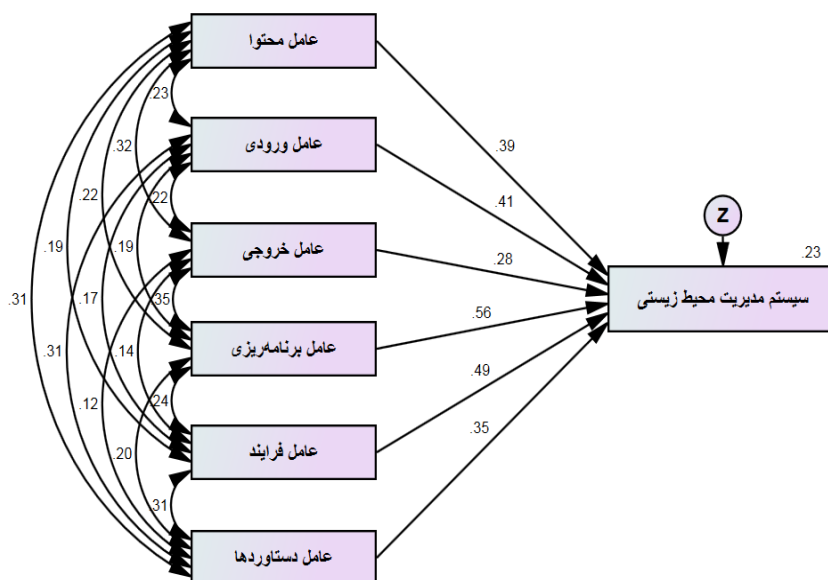 عامل محتوا
.23
.39
عامل ورودی
.32
.41
.22
Z
.22
عامل خروجی
.19
.28
.23
.19
سیستم مدیریت محیط زیستی
.31
.17
.35
.56
عامل برنامه‌ریزی
.31
.14
.12
.24
.49
.20
عامل فرایند
.35
.31
عامل دستاوردها